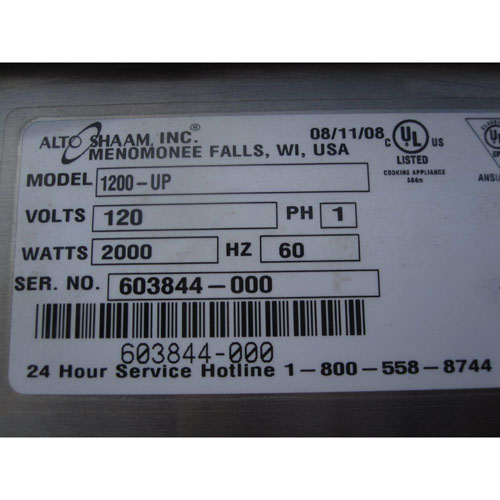 ALTO SHAAM, INC.® 08/11/08
MENOMONEE FALLS, WI, USA
C UL US
LISTED
COOKING APPLIANCE
584m
ANSI
MODEL 1200-UP
VOLTS 120 PH 1
WATTS 2000 HZ 60
SER. NO. 603844-000
603844-000
24 Hour Service Hotline 1-800-558-8744